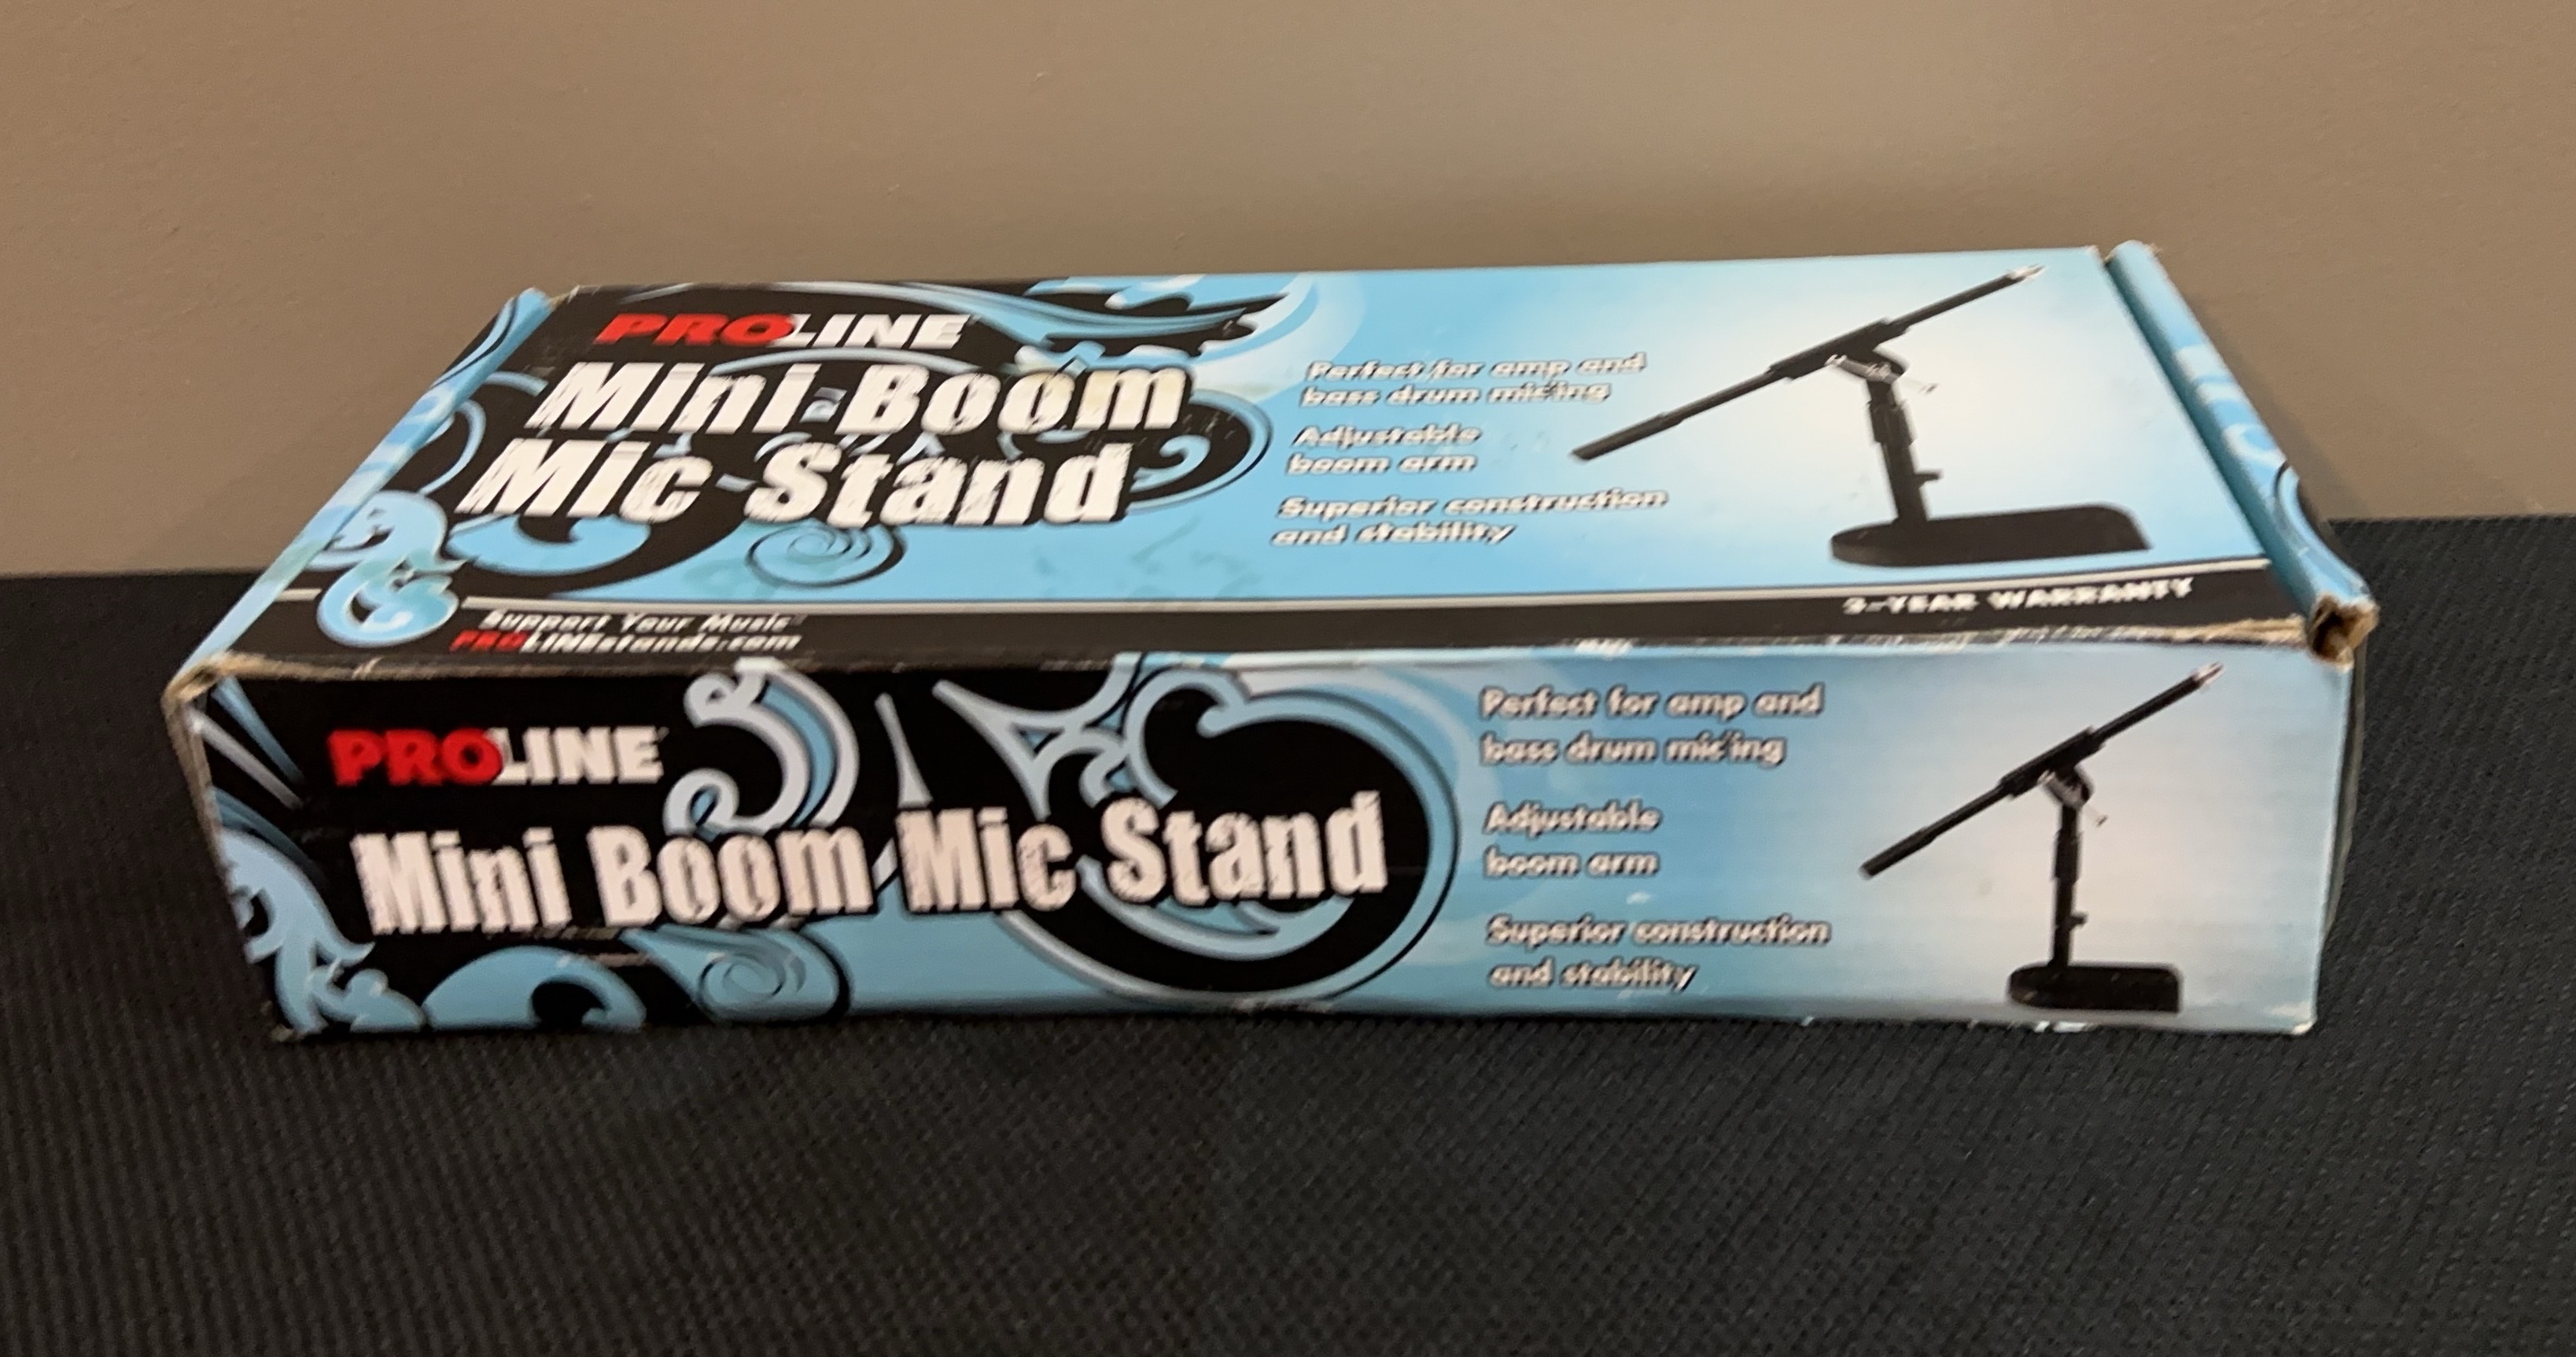 PROLINE
Mini Boom
Mic Stand
Perfect for amp and
bass drum mic'ing
Adjustable
boom arm
Superior construction
and stability
Support Your Music™
PROLINEstands.com
-YEAR WARRANTY
PROLINE
Mini Boom Mic Stand
Perfect for amp and
bass drum mic'ing
Adjustable
boom arm
Superior construction
and stability